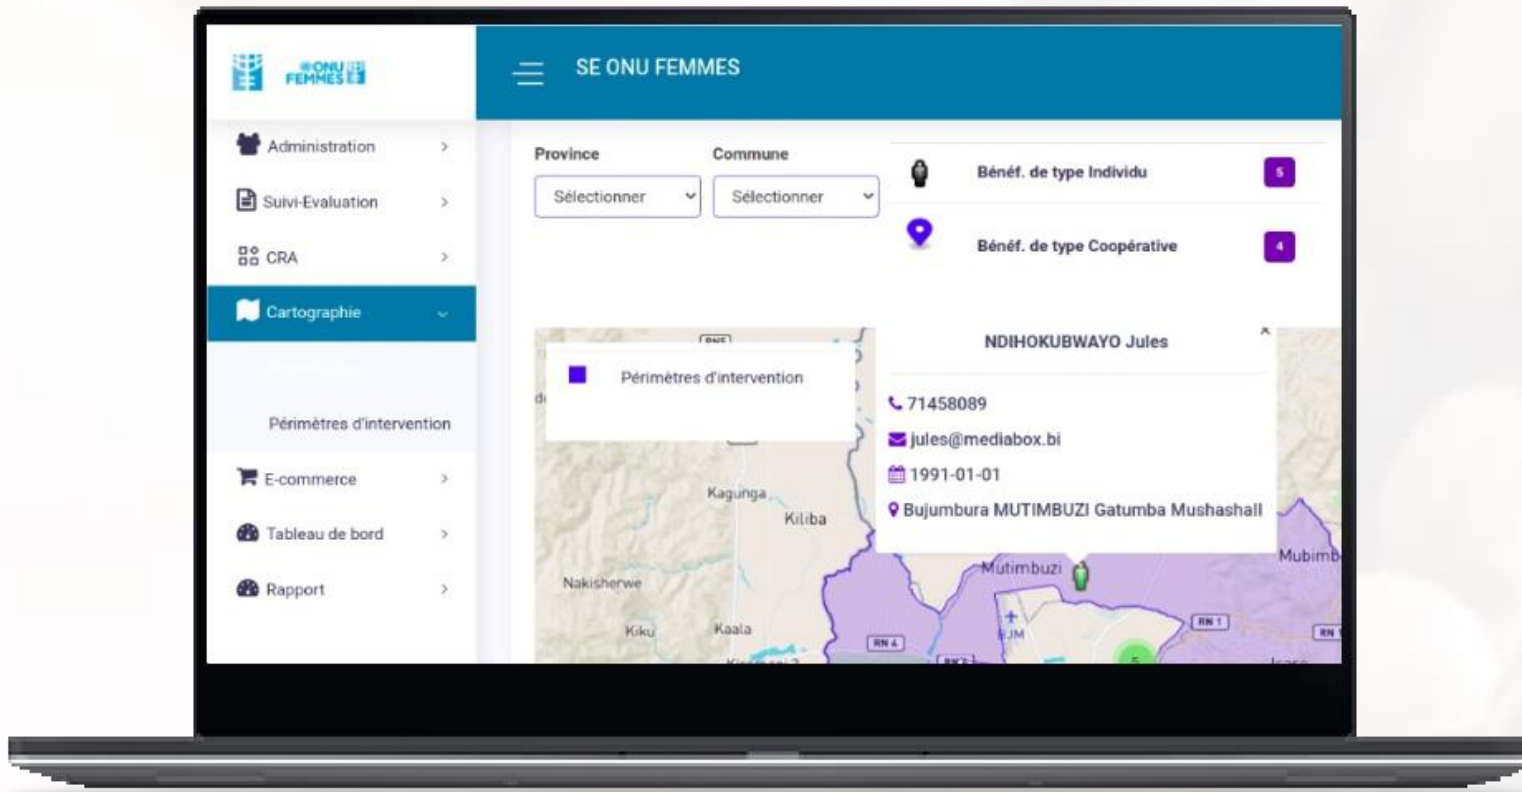 ONU
FEMMES
SE ONU FEMMES
Administration
Suivi-Evaluation
CRA
Cartographie
Périmètres d'intervention
E-commerce
Tableau de bord
Rapport
Province
Commune
Sélectionner
Sélectionner
Bénéf. de type Individu
5
Bénéf. de type Coopérative
4
Périmètres d'intervention
NDIHOKUBWAYO Jules
71458089
jules@mediabox.bi
1991-01-01
Bujumbura MUTIMBUZI Gatumba Mushashall
Kagunga
Kiliba
Nakisherwe
Kiku
Kaala
Mutimbuzi
Mubimb
BJM
RN 4
RN 1
5